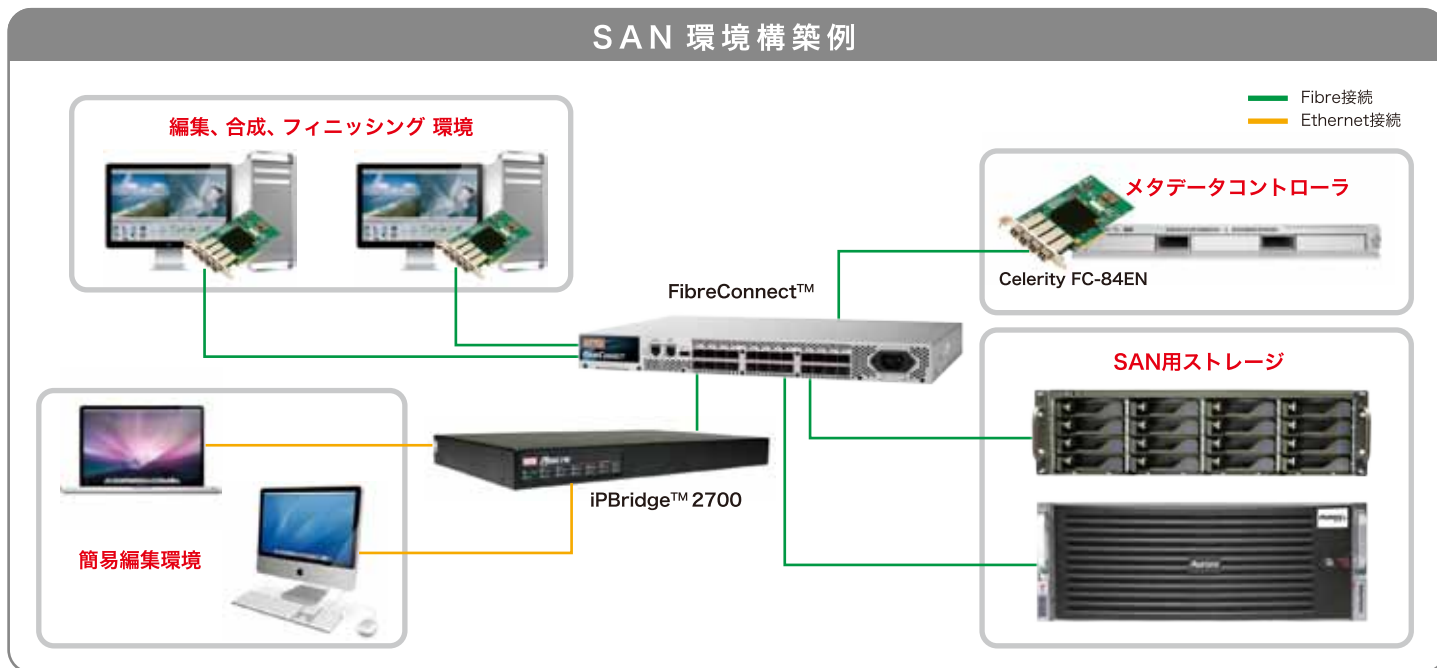 SAN 環境構築例
Fibre接続
Ethernet接続
編集、合成、フィニッシング 環境
メタデータコントローラ
Celerity FC-84EN
FibreConnect™
SAN用ストレージ
iPBridge™ 2700
簡易編集環境
Aurora